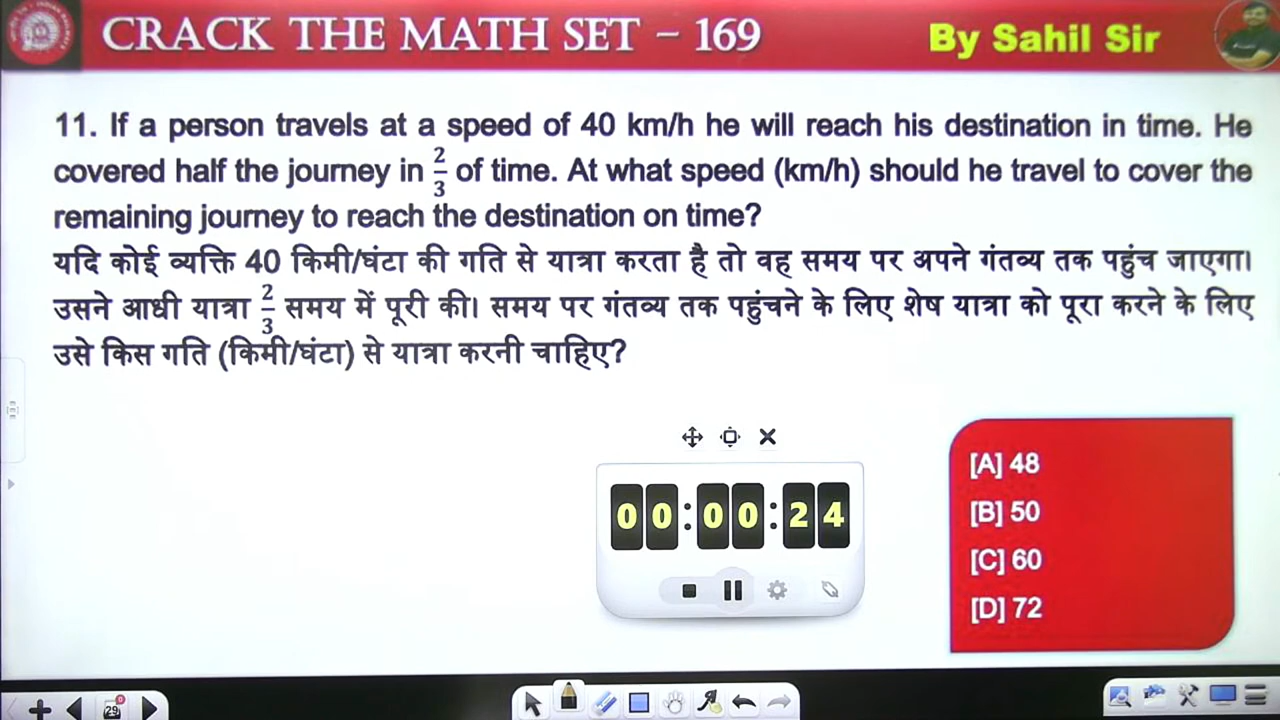 CRACK THE MATH SET – 169
By Sahil Sir
11. If a person travels at a speed of 40 km/h he will reach his destination in time. He
covered half the journey in 2/3 of time. At what speed (km/h) should he travel to cover the
remaining journey to reach the destination on time?
यदि कोई व्यक्ति 40 किमी/घंटा की गति से यात्रा करता है तो वह समय पर अपने गंतव्य तक पहुंच जाएगा।
उसने आधी यात्रा 2/3 समय में पूरी की। समय पर गंतव्य तक पहुंचने के लिए शेष यात्रा को पूरा करने के लिए
उसे किस गति (किमी/घंटा) से यात्रा करनी चाहिए?
00:00:24
[A] 48
[B] 50
[C] 60
[D] 72
29
0